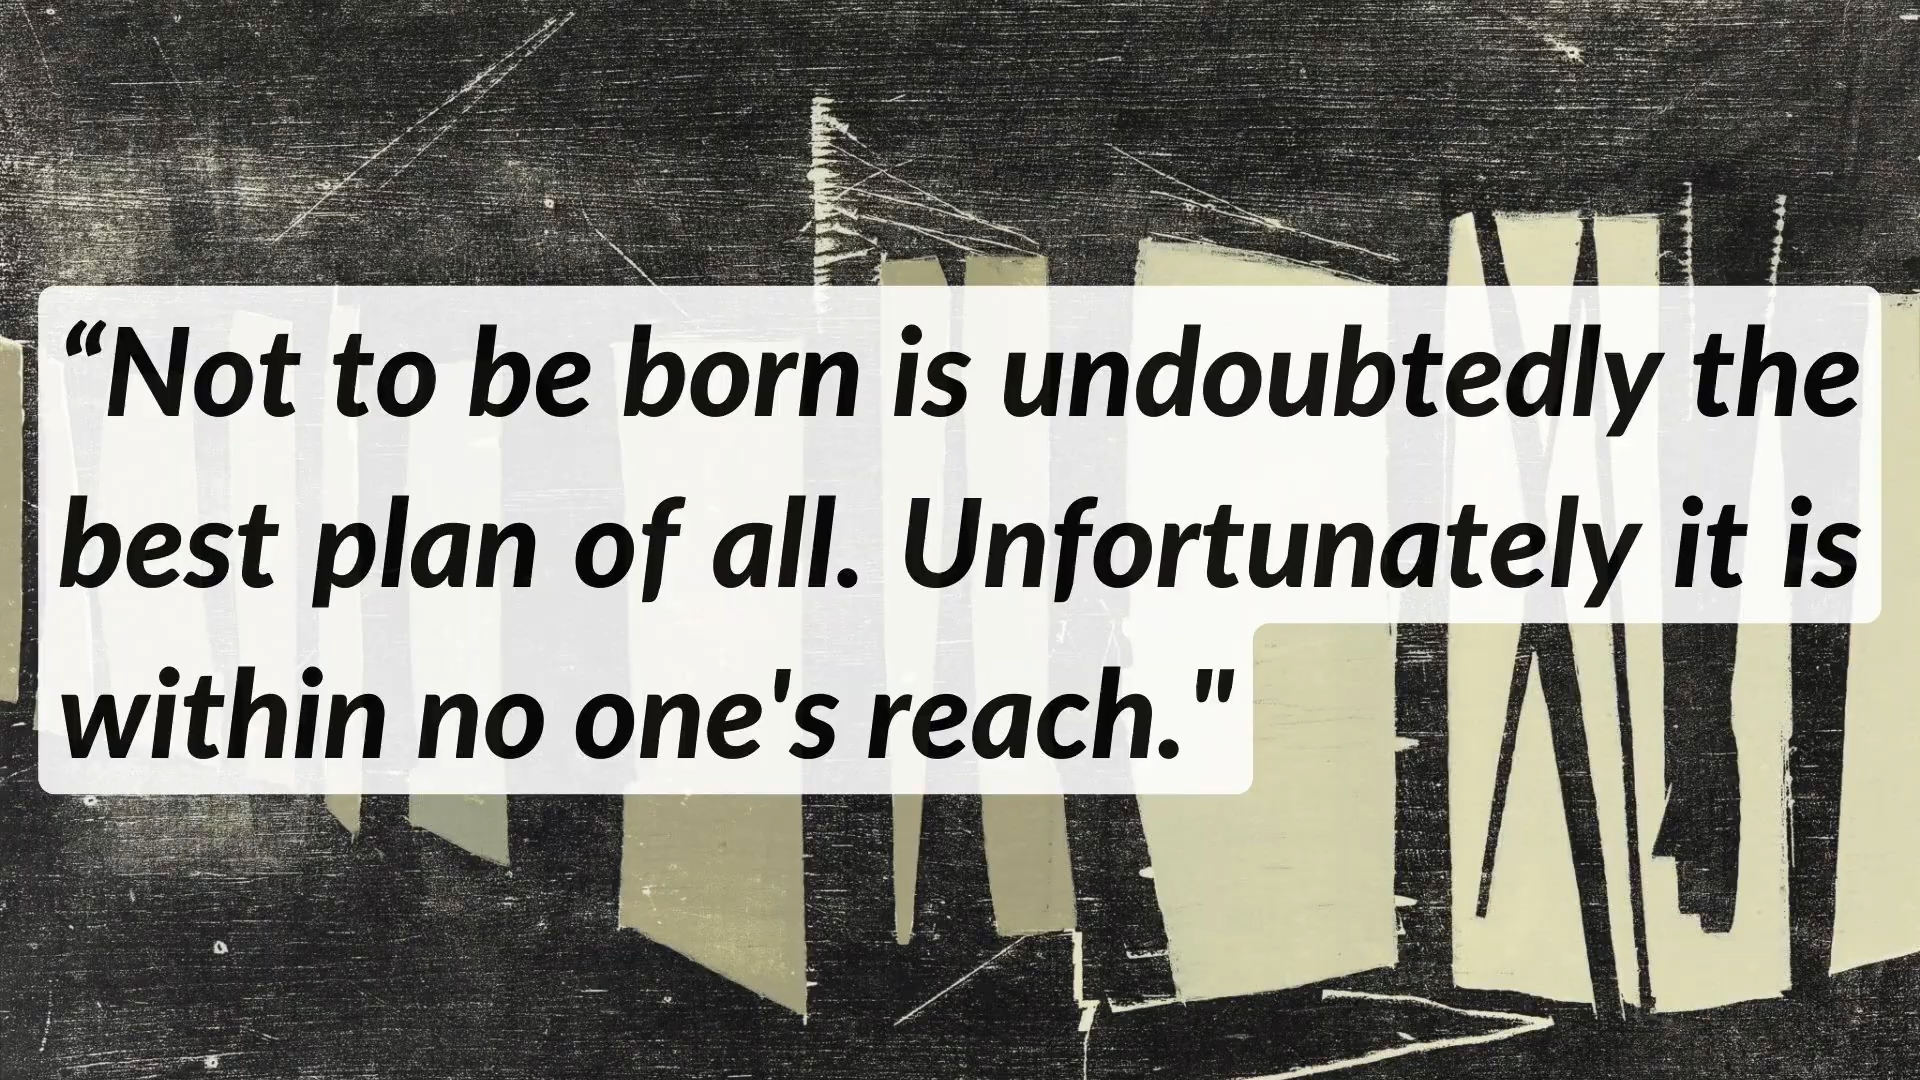 “Not to be born is undoubtedly the
best plan of all. Unfortunately it is
within no one's reach."